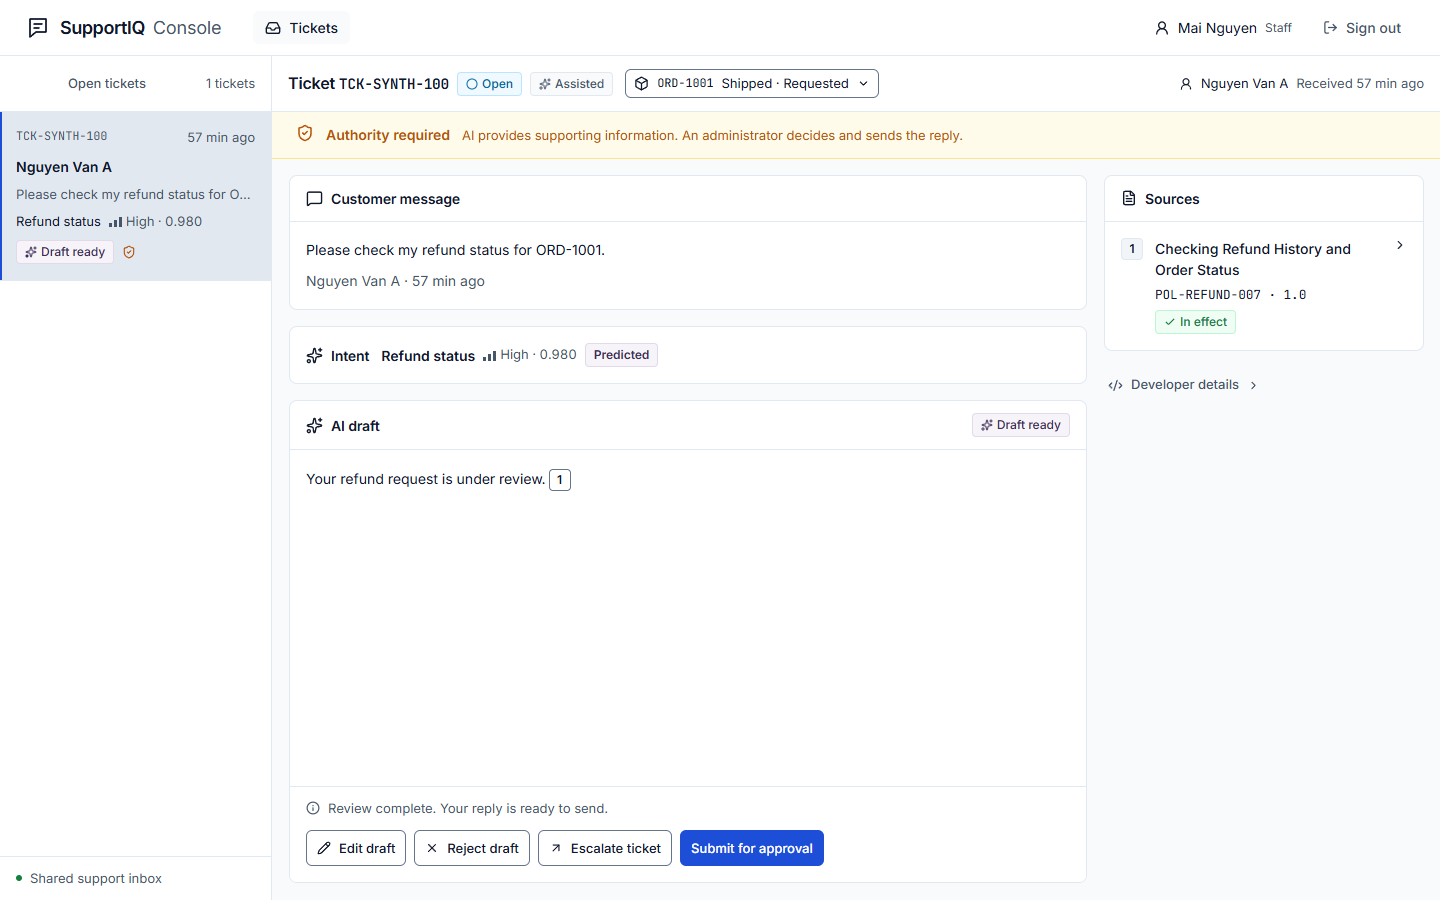 SupportIQ Console
Tickets
Mai Nguyen Staff
Sign out
Open tickets
1 tickets
TCK-SYNTH-100
57 min ago
Nguyen Van A
Please check my refund status for O...
Refund status High · 0.980
Draft ready
Shared support inbox
Ticket TCK-SYNTH-100
Open
Assisted
ORD-1001 Shipped · Requested
Nguyen Van A Received 57 min ago
Authority required AI provides supporting information. An administrator decides and sends the reply.
Customer message
Please check my refund status for ORD-1001.
Nguyen Van A · 57 min ago
Intent Refund status High · 0.980 Predicted
AI draft
Draft ready
Your refund request is under review. 1
Review complete. Your reply is ready to send.
Edit draft
Reject draft
Escalate ticket
Submit for approval
Sources
1 Checking Refund History and
Order Status
POL-REFUND-007 · 1.0
In effect
Developer details